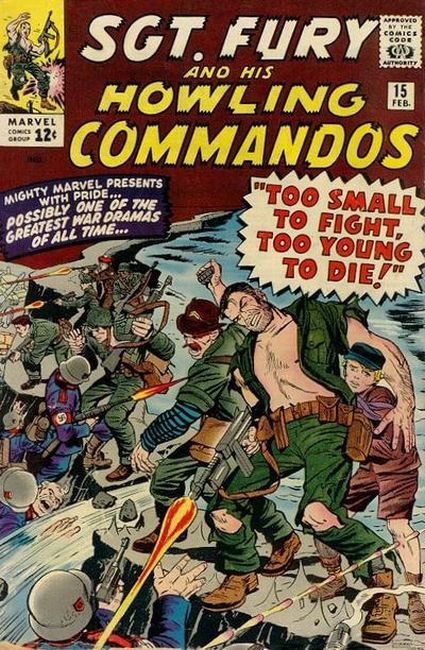 SGT. FURY
AND HIS
HOWLING
COMMANDOS
APPROVED
BY THE
COMICS
CODE
AUTHORITY
15
FEB.
MARVEL
COMICS
GROUP 12¢
IND.
MIGHTY MARVEL PRESENTS
WITH PRIDE...
POSSIBLY ONE OF THE
GREATEST WAR DRAMAS
OF ALL TIME...
"TOO SMALL
TO FIGHT,
TOO YOUNG
TO DIE!"